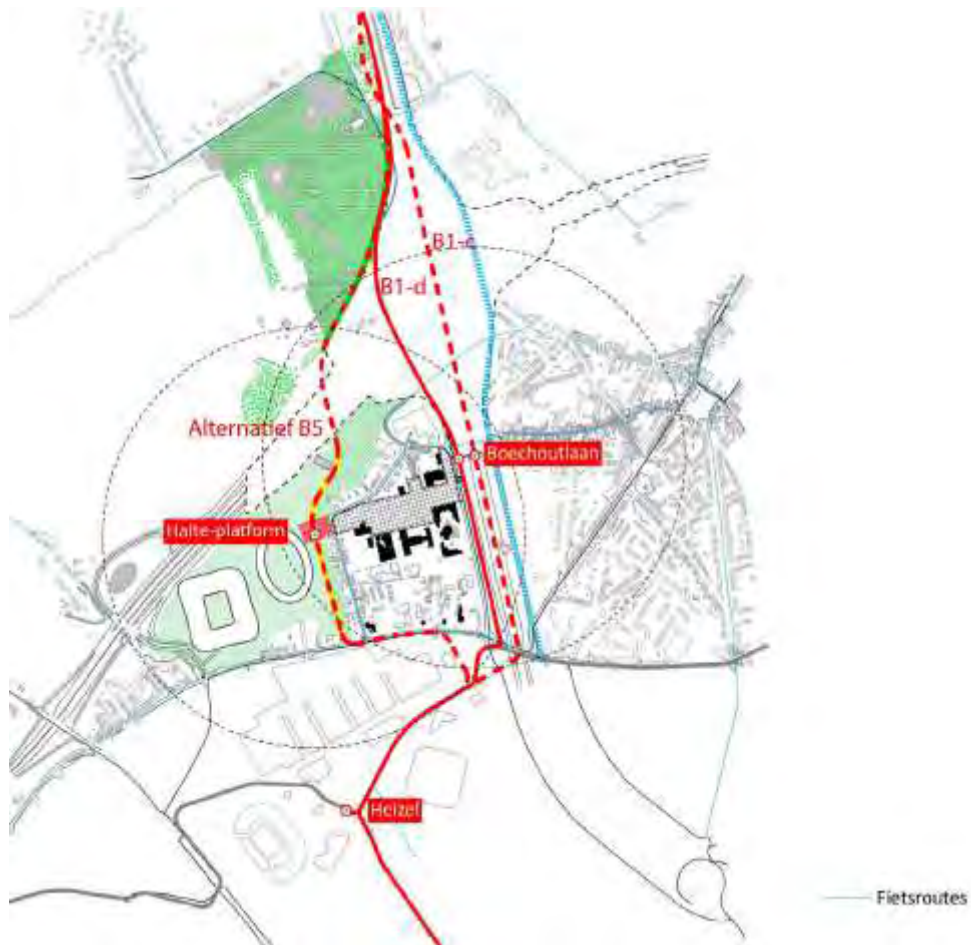 B1-c
B1-d
Alternatief B5
Boechoutlaan
Halte-platform
Heizel
Fietsroutes